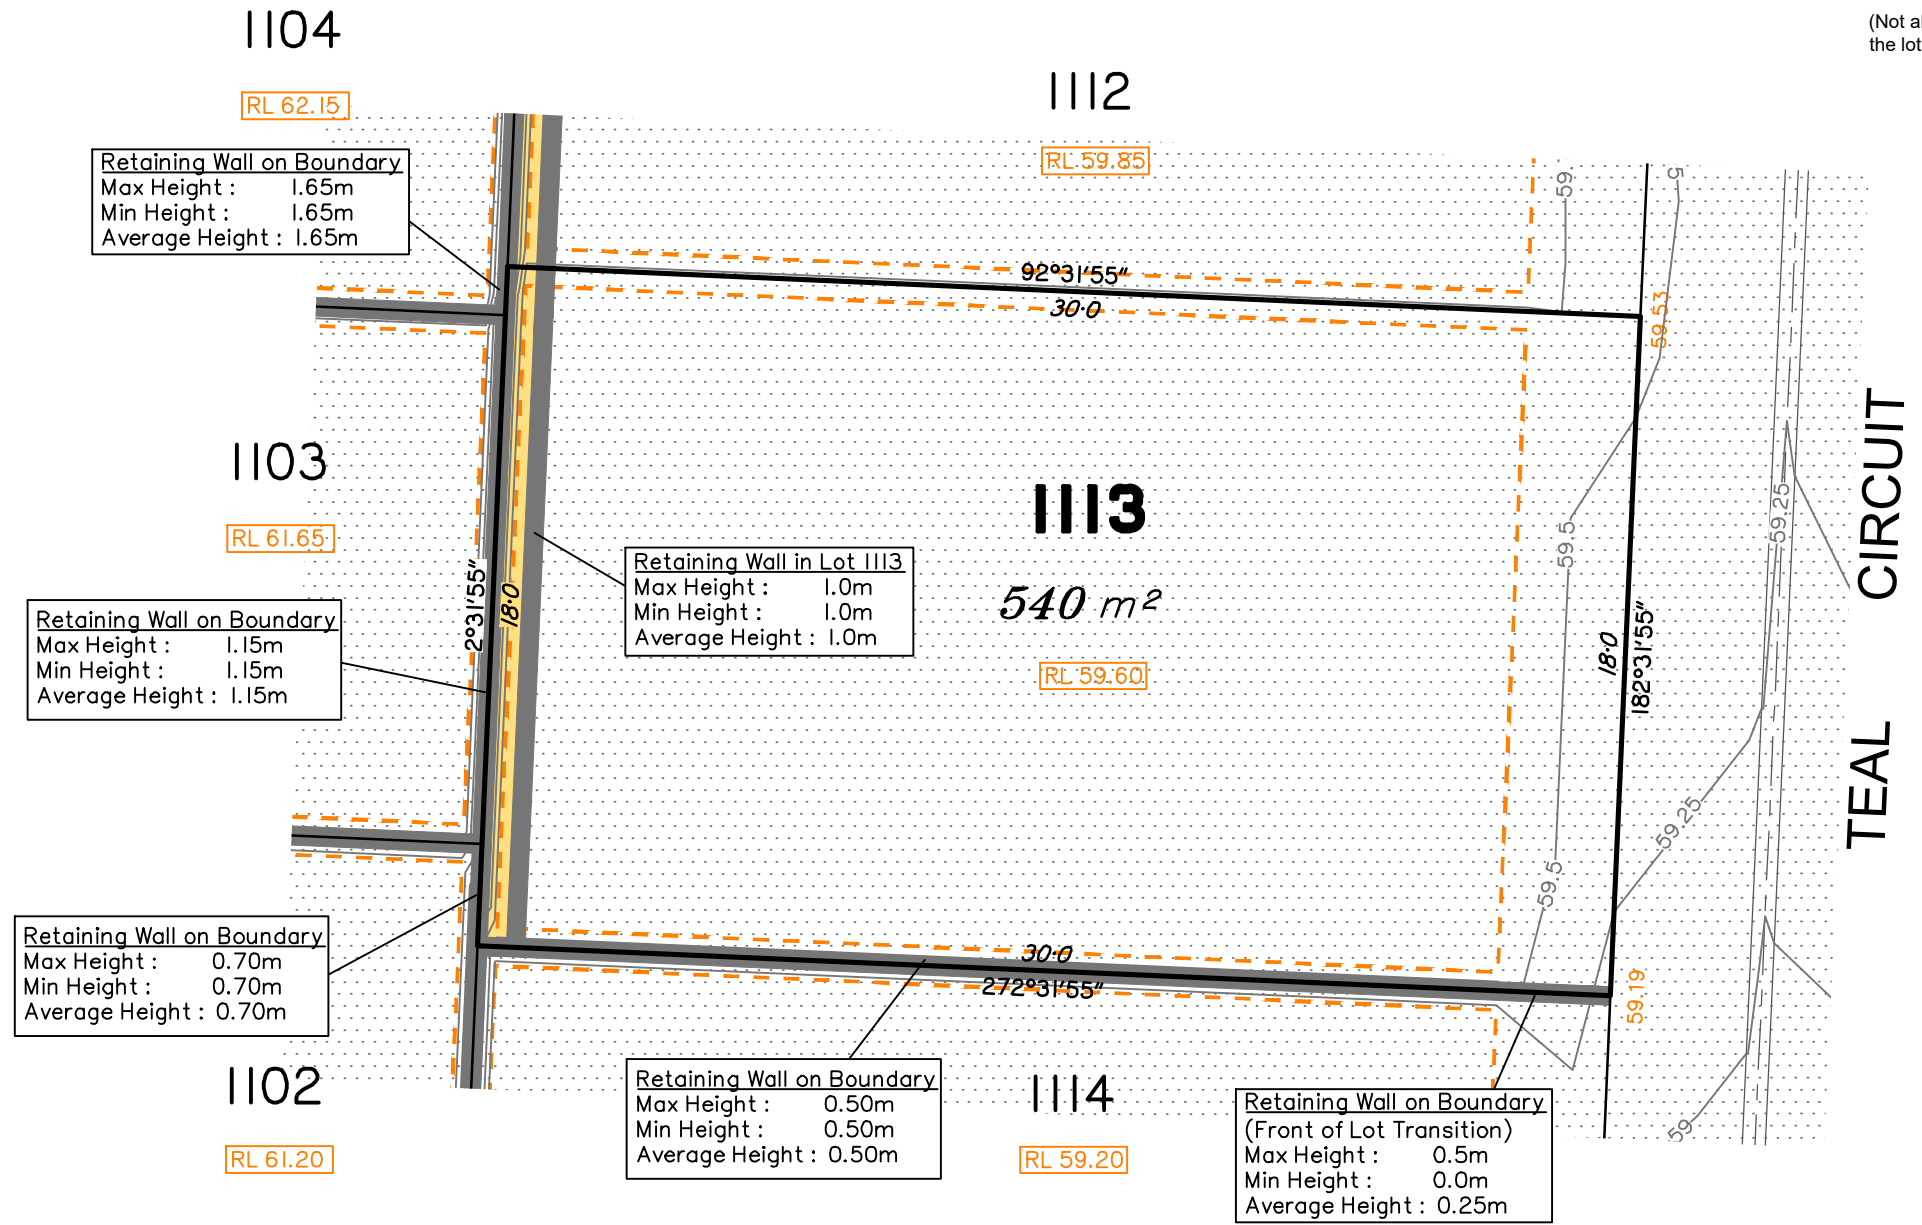 1104
(Not al
the lot
1112
RL 62.15
RL 59.85
Retaining Wall on Boundary
Max Height : 1.65m
Min Height : 1.65m
Average Height : 1.65m
59.
5
92°31'55"
30·0
59.53
1103
RL 61.65
1113
540 m²
RL 59.60
Retaining Wall in Lot 1113
Max Height : 1.0m
Min Height : 1.0m
Average Height : 1.0m
2°31'55"
18·0
Retaining Wall on Boundary
Max Height : 1.15m
Min Height : 1.15m
Average Height : 1.15m
59.5
59.25
18·0
182°31'55"
TEAL CIRCUIT
59.25
59.5
Retaining Wall on Boundary
Max Height : 0.70m
Min Height : 0.70m
Average Height : 0.70m
30·0
272°31'55"
59.19
1102
RL 61.20
Retaining Wall on Boundary
Max Height : 0.50m
Min Height : 0.50m
Average Height : 0.50m
1114
RL 59.20
Retaining Wall on Boundary
(Front of Lot Transition)
Max Height : 0.5m
Min Height : 0.0m
Average Height : 0.25m
59